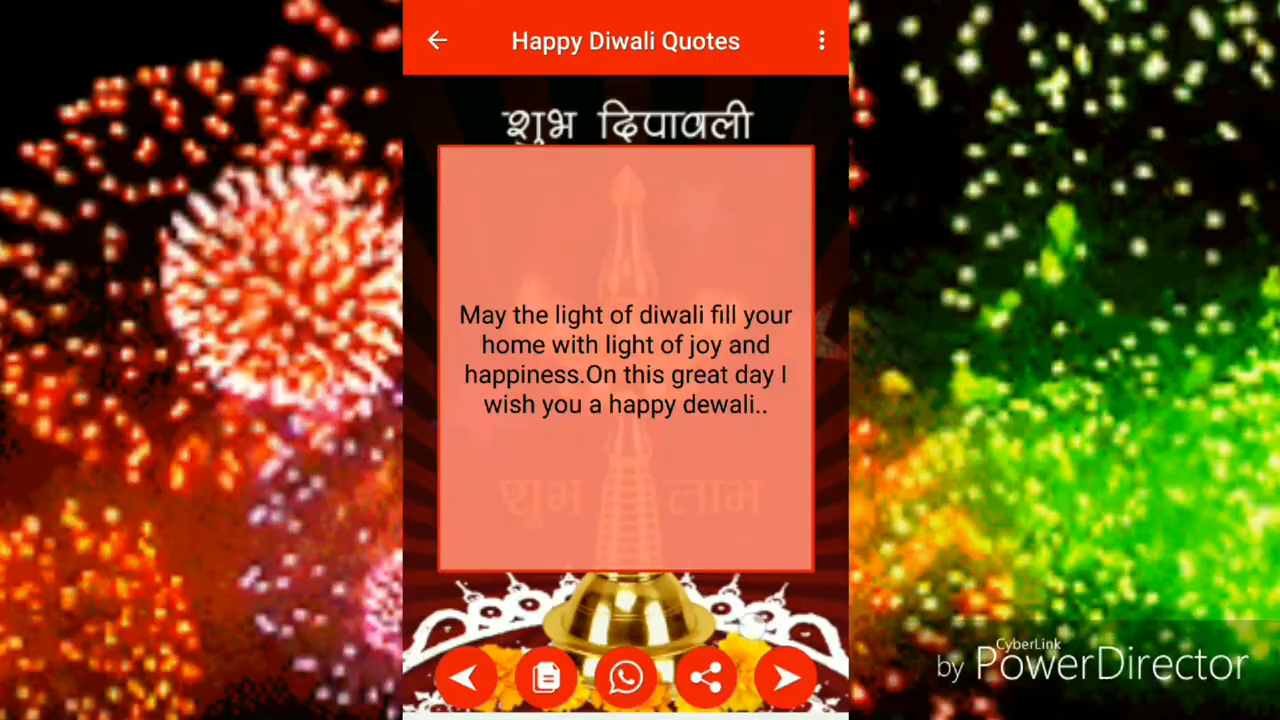 Happy Diwali Quotes
शुभ दिपावली
May the light of diwali fill your
home with light of joy and
happiness.On this great day I
wish you a happy dewali..
शुभ लाभ
CyberLink
by PowerDirector